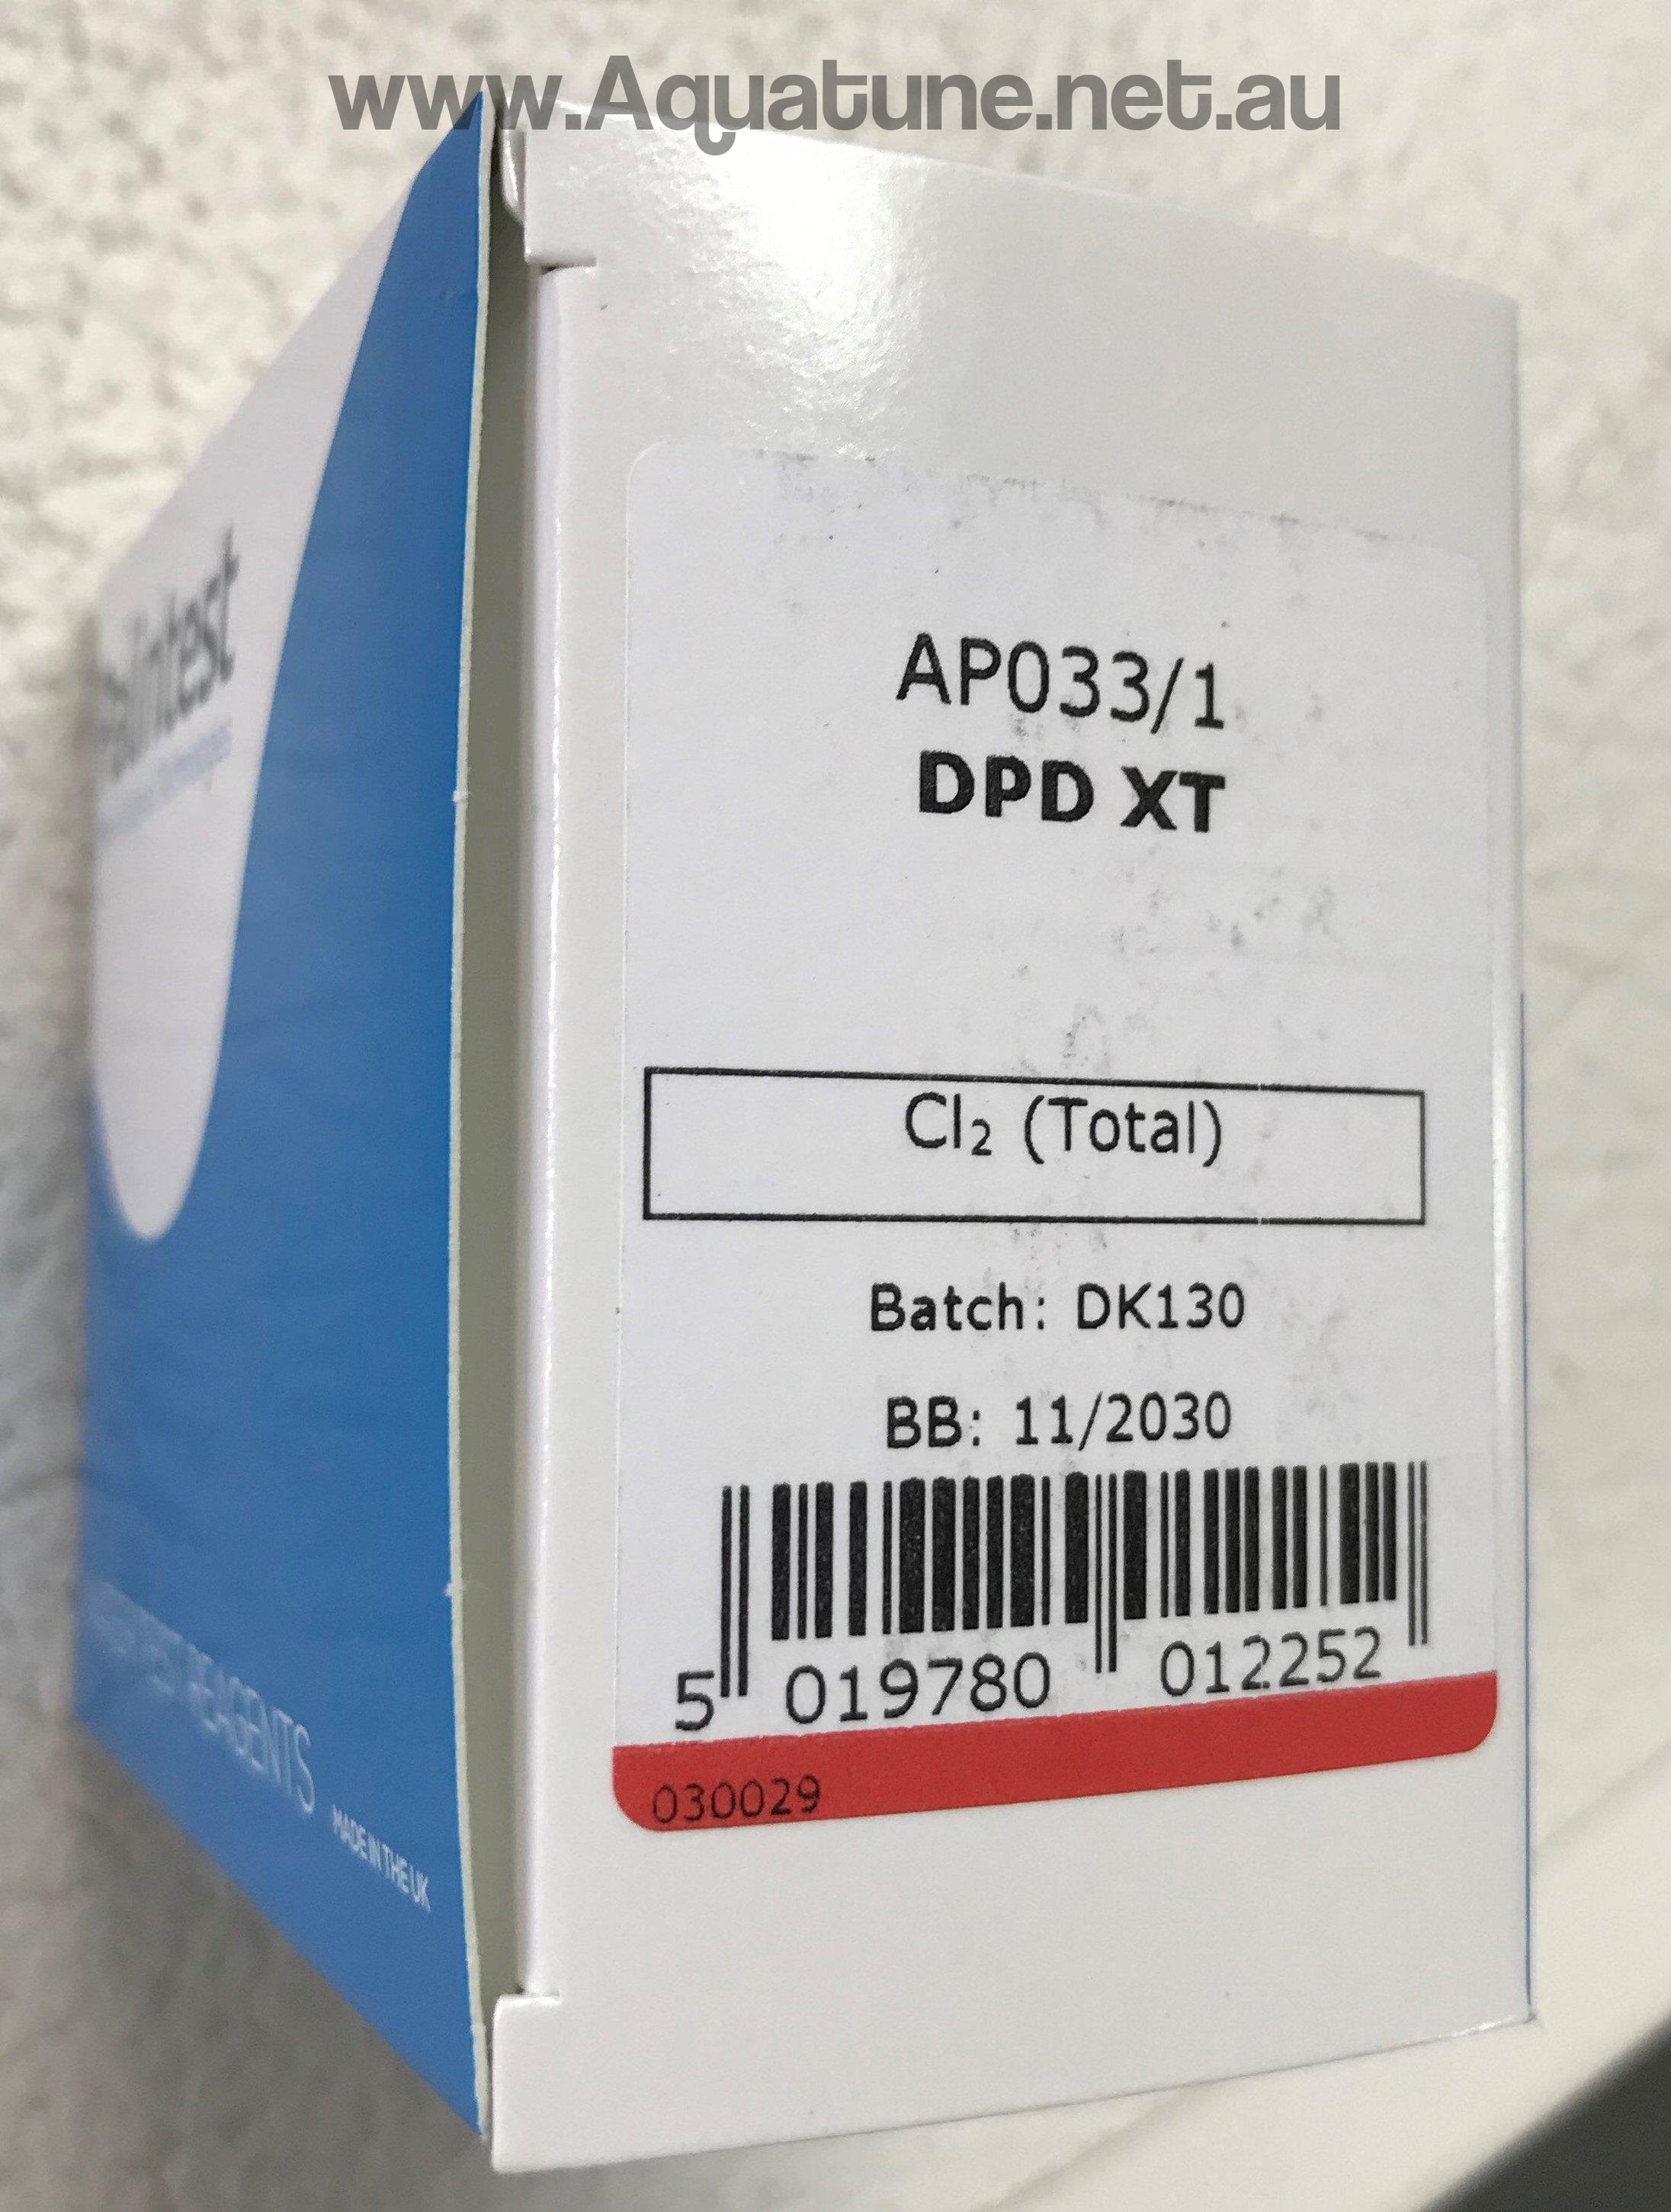 www.Aquatune.net.au
AP033/1
DPD XT
Cl₂ (Total)
Batch: DK130
BB: 11/2030
5 019780 012252
030029
REAGENTS
MADE IN THE UK